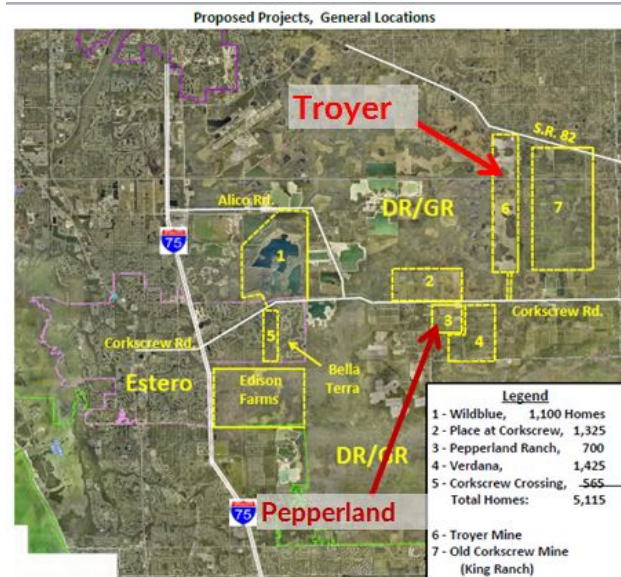 Proposed Projects, General Locations
Troyer
S.R. 82
Alico Rd.
DR/GR
75
6
7
1
2
Corkscrew Rd.
3
4
5
Corkscrew Rd.
Bella
Terra
Estero
Edison
Farms
DR/GR
75
Pepperland
Legend
1 - Wildblue, 1,100 Homes
2 - Place at Corkscrew, 1,325
3 - Pepperland Ranch, 700
4 - Verdana, 1,425
5 - Corkscrew Crossing, 565
Total Homes: 5,115
6 - Troyer Mine
7 - Old Corkscrew Mine
(King Ranch)